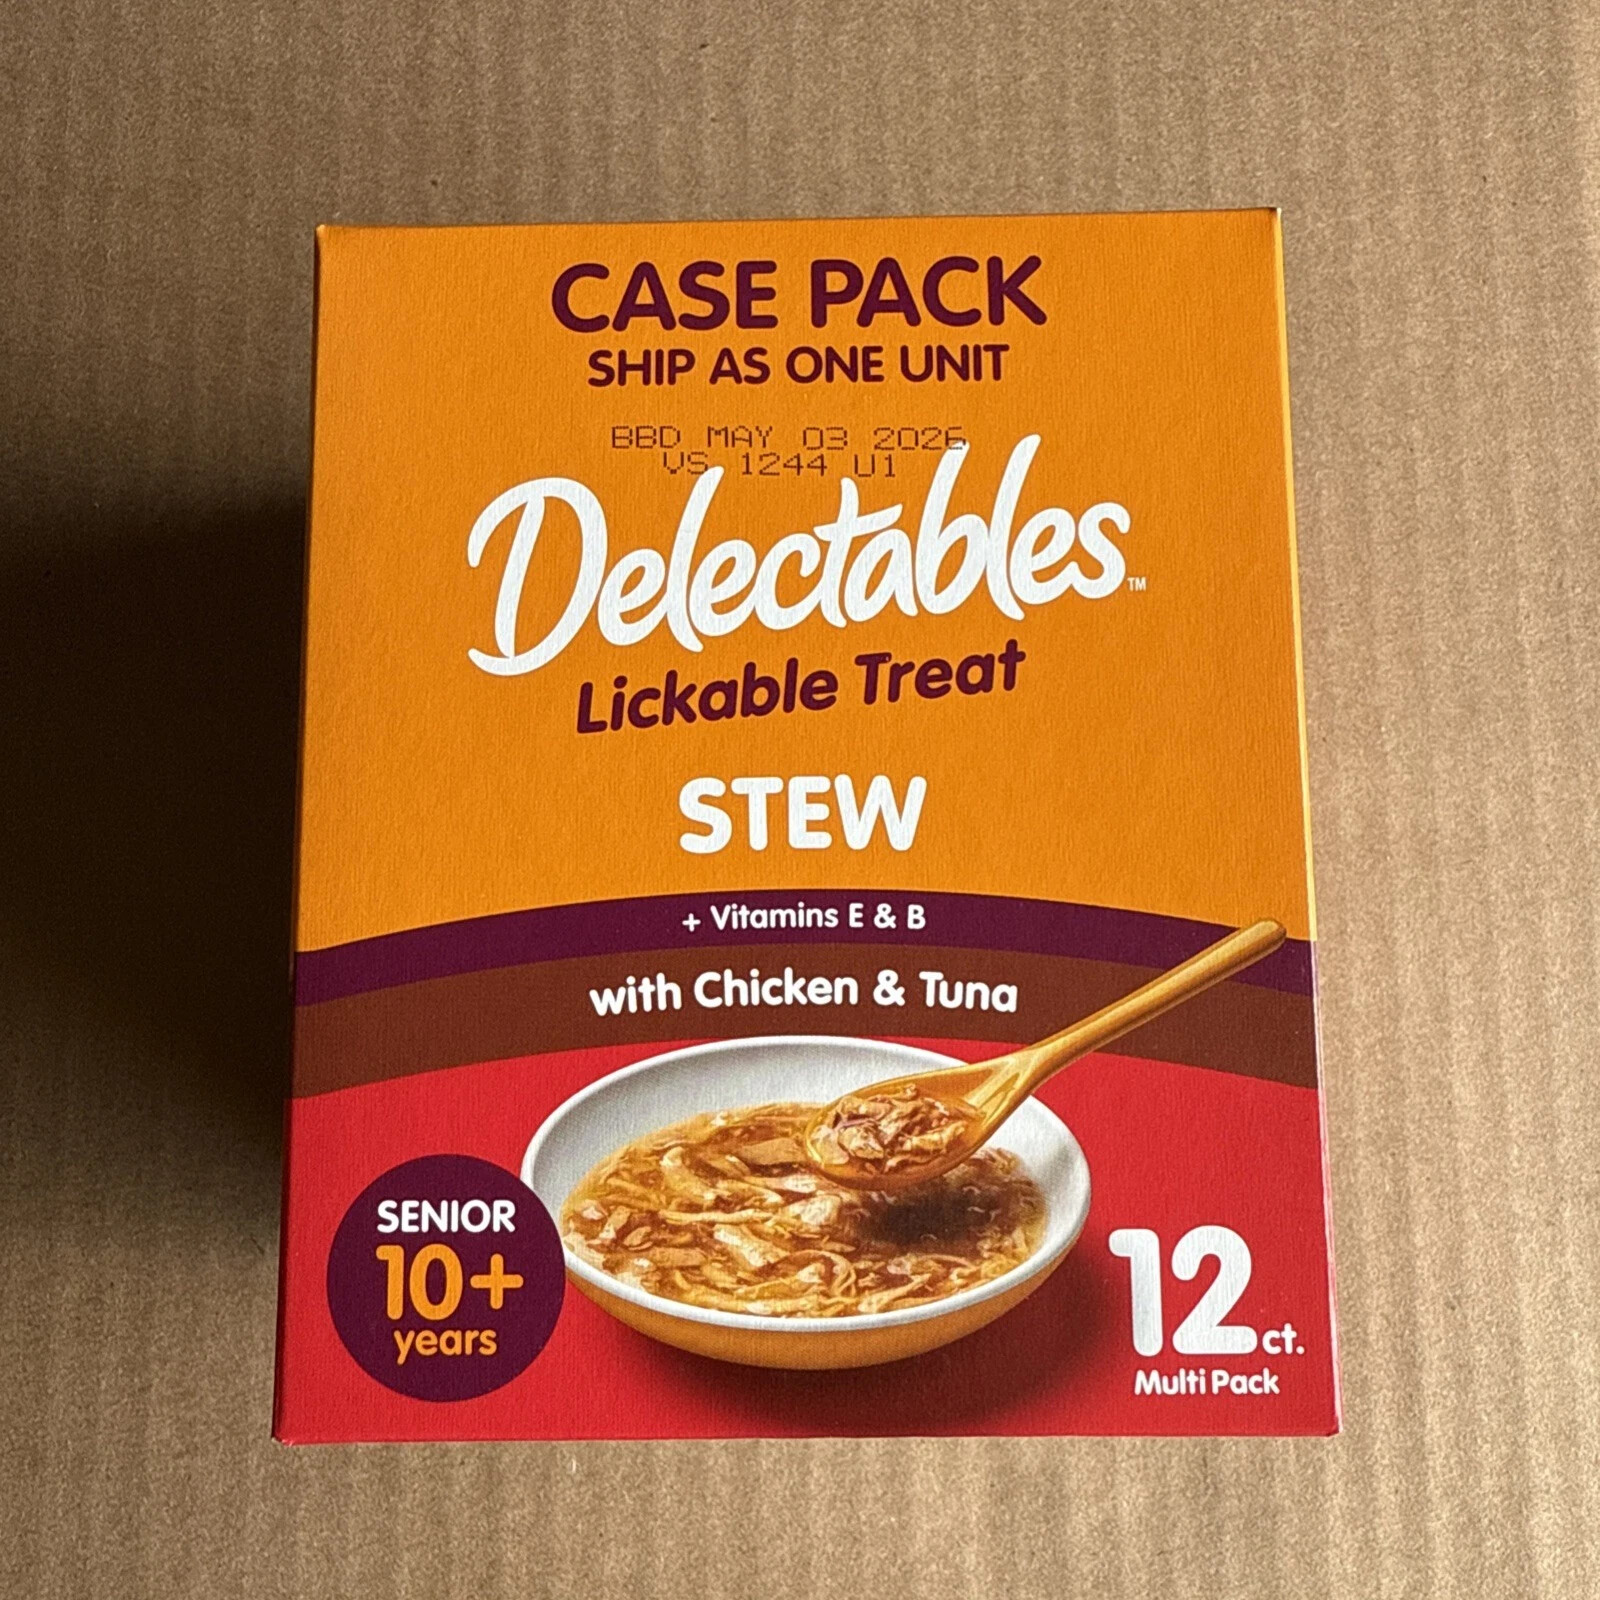 CASE PACK
SHIP AS ONE UNIT
BBD MAY 03 2026
VS 1244 U1
Delectables™
Lickable Treat
STEW
+ Vitamins E & B
with Chicken & Tuna
SENIOR
10+
years
12 ct.
Multi Pack